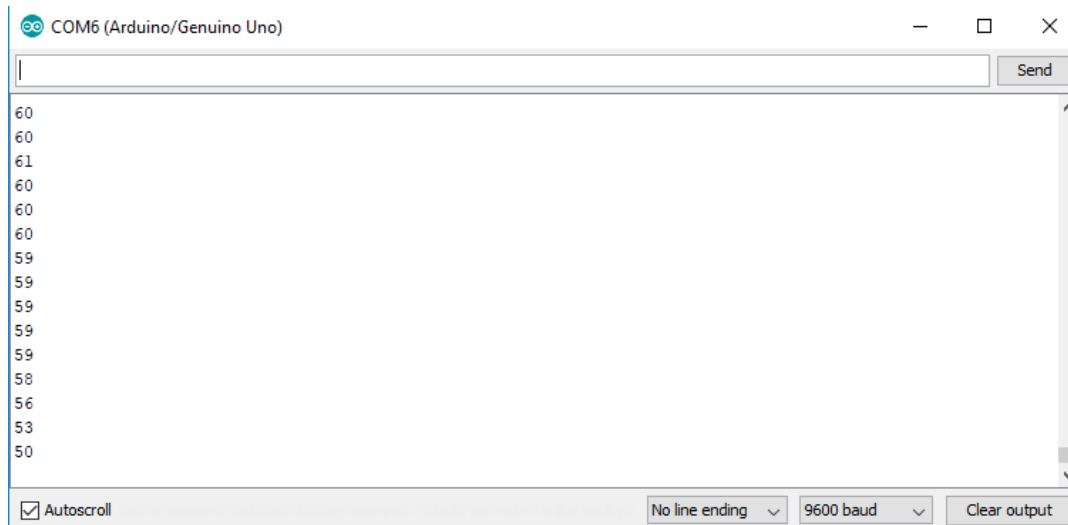 COM6 (Arduino/Genuino Uno)
Send
60
60
61
60
60
60
59
59
59
59
59
58
56
53
50
Autoscroll
No line ending
9600 baud
Clear output